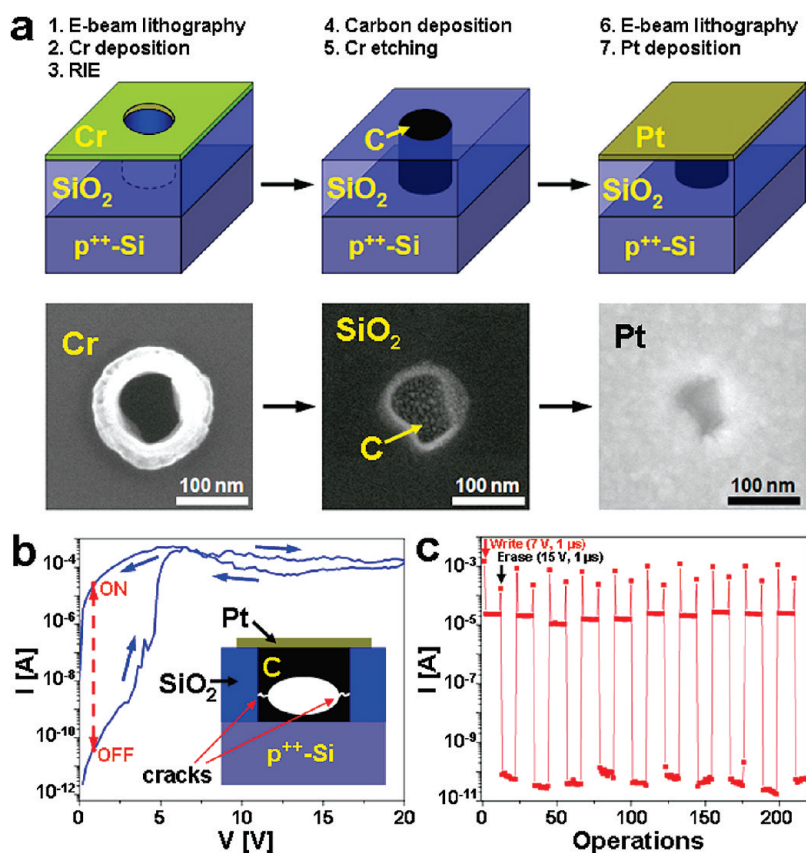 a
1. E-beam lithography
2. Cr deposition
3. RIE
4. Carbon deposition
5. Cr etching
6. E-beam lithography
7. Pt deposition
Cr
SiO2
p++-Si
C
SiO2
p++-Si
Pt
SiO2
p++-Si
Cr
100 nm
SiO2
C
100 nm
Pt
100 nm
b
I [A]
10-4
10-6
10-8
10-10
10-12
ON
OFF
Pt
C
SiO2
cracks
p++-Si
0
5
10
15
20
V [V]
c
I [A]
10-3
10-5
10-7
10-9
10-10
10-11
Write (7 V, 1 µs)
Erase (15 V, 1µs)
0
50
100
150
200
Operations